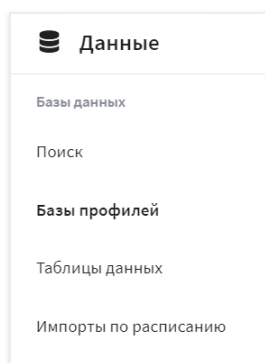 Данные
Базы данных
Поиск
Базы профилей
Таблицы данных
Импорты по расписанию